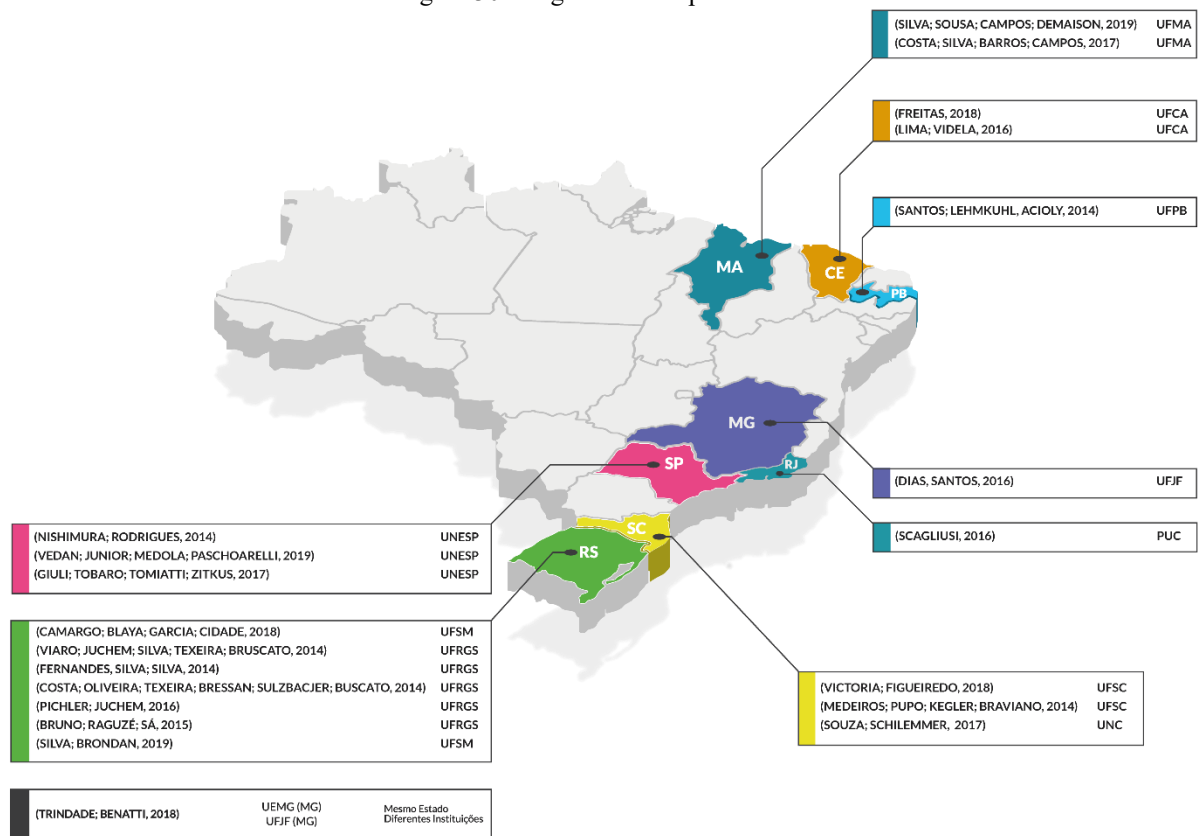 (SILVA; SOUSA; CAMPOS; DEMAISON, 2019) UFMA
(COSTA; SILVA; BARROS; CAMPOS, 2017) UFMA
(FREITAS, 2018) UFCA
(LIMA; VIDELA, 2016) UFCA
(SANTOS; LEHMKUHL, ACIOLY, 2014) UFPB
MA
CE
PB
MG
SP
RJ
SC
RS
(DIAS, SANTOS, 2016) UFJF
(SCAGLIUSI, 2016) PUC
(NISHIMURA; RODRIGUES, 2014) UNESP
(VEDAN; JUNIOR; MEDOLA; PASCHOARELLI, 2019) UNESP
(GIULI; TOBARO; TOMIATTI; ZITKUS, 2017) UNESP
(CAMARGO; BLAYA; GARCIA; CIDADE, 2018) UFSM
(VIARO; JUCHEM; SILVA; TEXEIRA; BRUSCATO, 2014) UFRGS
(FERNANDES, SILVA; SILVA, 2014) UFRGS
(COSTA; OLIVEIRA; TEXEIRA; BRESSAN; SULZBACJER; BUSCATO, 2014) UFRGS
(PICHLER; JUCHEM, 2016) UFRGS
(BRUNO; RAGUZÉ; SÁ, 2015) UFRGS
(SILVA; BRONDAN, 2019) UFSM
(VICTORIA; FIGUEIREDO, 2018) UFSC
(MEDEIROS; PUPO; KEGLER; BRAVIANO, 2014) UFSC
(SOUZA; SCHILEMMER, 2017) UNC
(TRINDADE; BENATTI, 2018)
UEMG (MG)
UFJF (MG)
Mesmo Estado
Diferentes Instituições